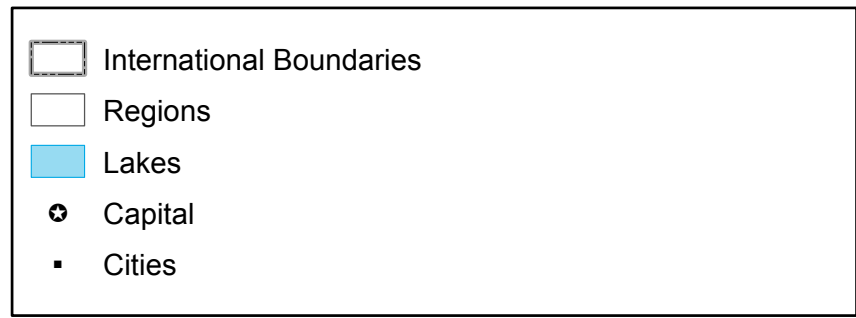 International Boundaries
Regions
Lakes
Capital
Cities